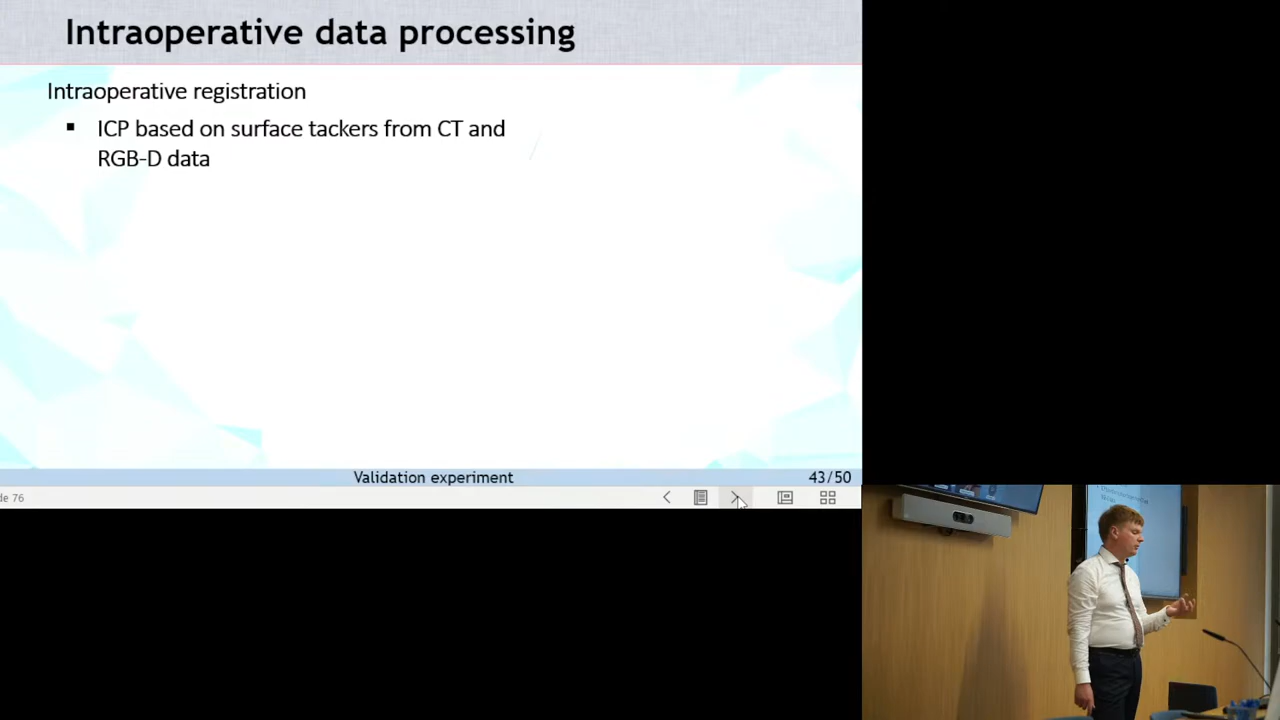 Intraoperative data processing
Intraoperative registration
▪ ICP based on surface tackers from CT and
RGB-D data
Validation experiment
43/50
de 76